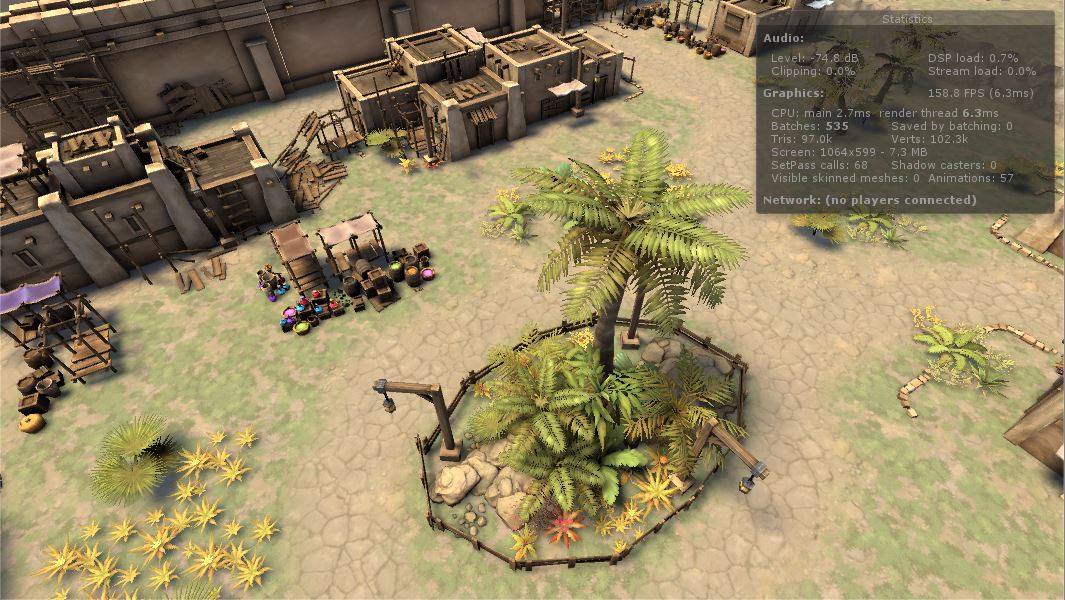 Statistics
Audio:
Level: -74.8 dB DSP load: 0.7%
Clipping: 0.0% Stream load: 0.0%
Graphics: 158.8 FPS (6.3ms)
CPU: main 2.7ms render thread 6.3ms
Batches: 535 Saved by batching: 0
Tris: 97.0k Verts: 102.3k
Screen: 1064x599 - 7.3 MB
SetPass calls: 68 Shadow casters: 0
Visible skinned meshes: 0 Animations: 57
Network: (no players connected)